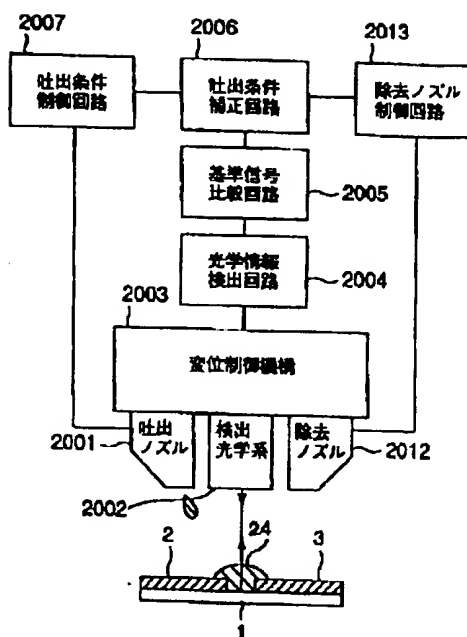 2007
2006
2013
吐出条件
制御回路
吐出条件
補正回路
除去ノズル
制御回路
基準信号
比較回路
2005
光学情報
検出回路
2004
2003
変位制御機構
2001
吐出
ノズル
検出
光学系
除去
ノズル
2012
2002
24
2
3
1